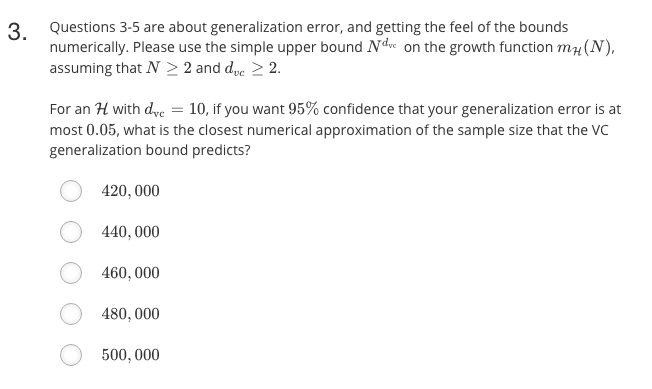 3. Questions 3-5 are about generalization error, and getting the feel of the bounds
numerically. Please use the simple upper bound $N^{d_{vc}}$ on the growth function $m_{\mathcal{H}}(N)$,
assuming that $N \geq 2$ and $d_{vc} \geq 2$.
For an $\mathcal{H}$ with $d_{vc} = 10$, if you want 95% confidence that your generalization error is at
most 0.05, what is the closest numerical approximation of the sample size that the VC
generalization bound predicts?
420,000
440,000
460,000
480,000
500,000